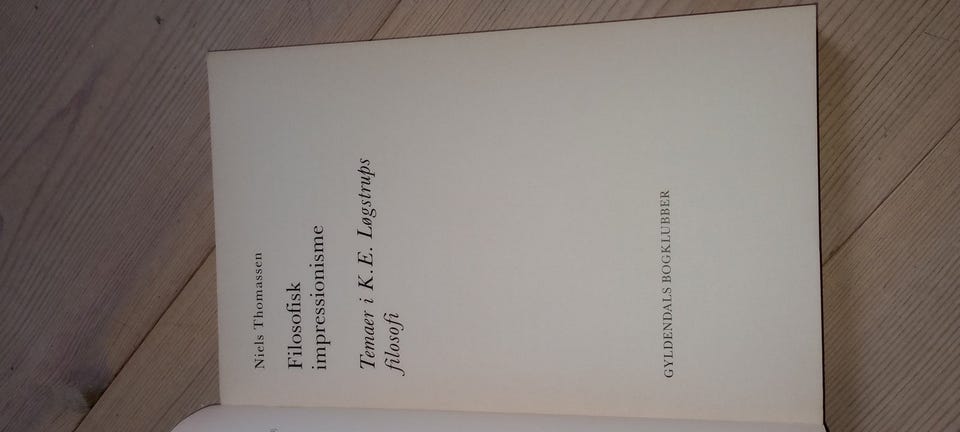 Niels Thomassen
Filosofisk
impressionisme
Temaer i K.E. Løgstrups
filosofi
GYLDENDALS BOGKLUBBER